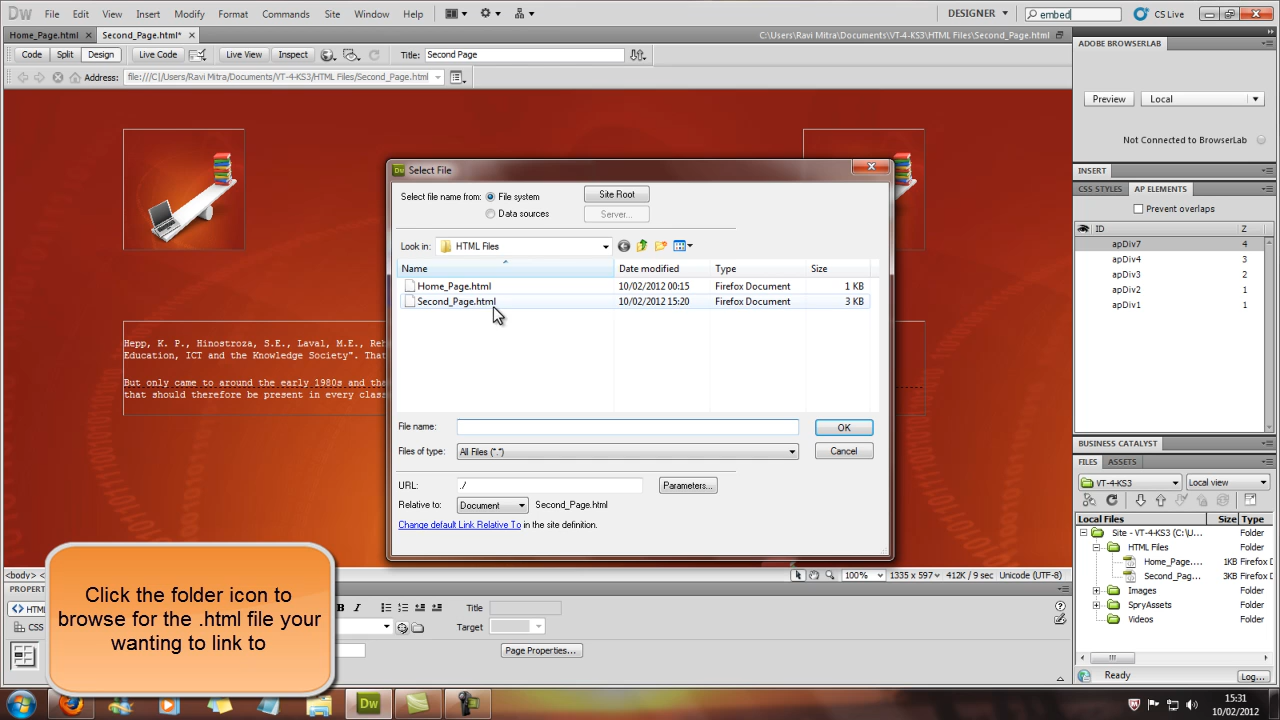 Dw File Edit View Insert Modify Format Commands Site Window Help DESIGNER embed CS Live
Home_Page.html × Second_Page.html* × C:\Users\Ravi Mitra\Documents\VT-4-KS3\HTML Files\Second_Page.html
Code Split Design Live Code Live View Inspect Title: Second Page
Address: file:///C|/Users/Ravi Mitra/Documents/VT-4-KS3/HTML Files/Second_Page.html
Dw Select File
Select file name from: File system Site Root
Data sources Server...
Look in: HTML Files
Name Date modified Type Size
Home_Page.html 10/02/2012 00:15 Firefox Document 1 KB
Second_Page.html 10/02/2012 15:20 Firefox Document 3 KB
File name: OK
Files of type: All Files (*.*) Cancel
URL: ./ Parameters...
Relative to: Document Second_Page.html
Change default Link Relative To in the site definition.
Hepp, K. P., Hinostroza, S.E., Laval, M.E.,
Education, ICT and the Knowledge Society". That
But only came to around the early 1980s and
that should therefore be present in every
ADOBE BROWSERLAB
Preview Local
Not Connected to BrowserLab
INSERT
CSS STYLES AP ELEMENTS
Prevent overlaps
ID Z
apDiv7 4
apDiv4 3
apDiv3 2
apDiv2 1
apDiv1 1
BUSINESS CATALYST
FILES ASSETS
VT-4-KS3 Local view
Local Files Size Type
Site - VT-4-KS3 (C:\U... Folder
HTML Files Folder
Home_Page.... 1KB Firefox D
Second_Pag... 3KB Firefox D
Images Folder
SpryAssets Folder
Videos Folder
Ready Log...
<body> 100% 1335 x 597 412K / 9 sec Unicode (UTF-8)
<> HTM B I Title
CSS Target
Page Properties...
Click the folder icon to
browse for the .html file your
wanting to link to
Dw
15:31
10/02/2012